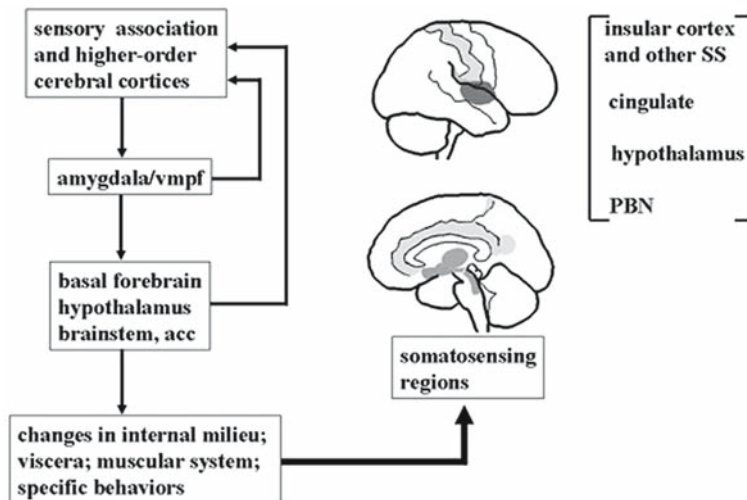 sensory association
and higher-order
cerebral cortices
amygdala/vmpf
basal forebrain
hypothalamus
brainstem, acc
changes in internal milieu;
viscera; muscular system;
specific behaviors
somatosensing
regions
insular cortex
and other SS
cingulate
hypothalamus
PBN